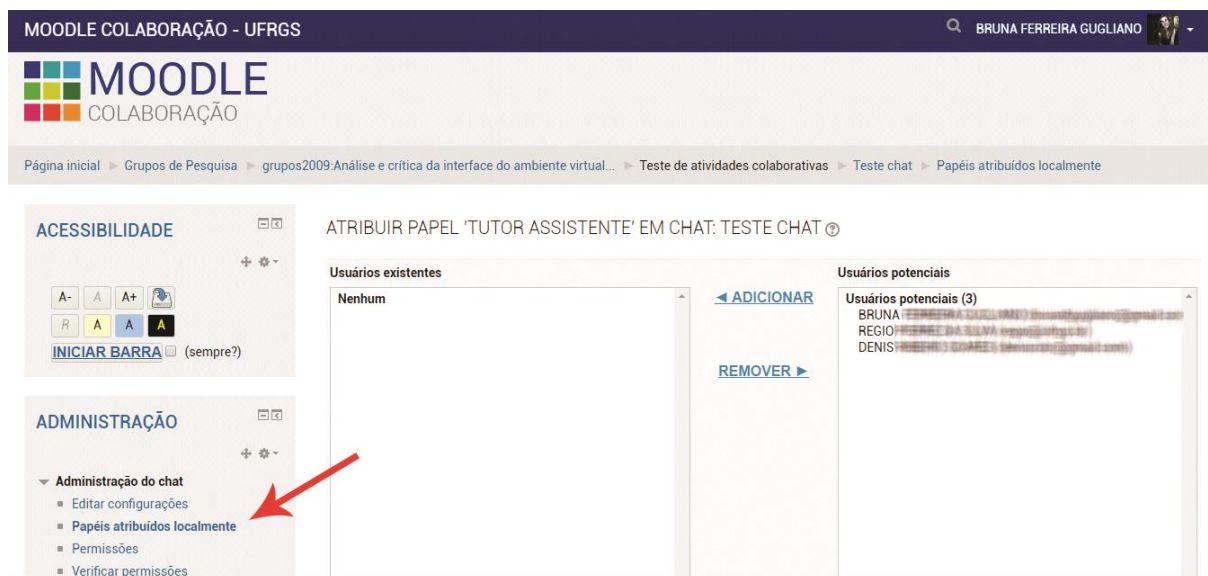 MOODLE COLABORAÇÃO - UFRGS
BRUNA FERREIRA GUGLIANO
MOODLE
COLABORAÇÃO
Página inicial ► Grupos de Pesquisa ► grupos2009:Análise e crítica da interface do ambiente virtual... ► Teste de atividades colaborativas ► Teste chat ► Papéis atribuídos localmente
ACESSIBILIDADE
A- A A+
R A A A
INICIAR BARRA (sempre?)
ADMINISTRAÇÃO
Administração do chat
Editar configurações
Papéis atribuídos localmente
Permissões
Verificar permissões
ATRIBUIR PAPEL 'TUTOR ASSISTENTE' EM CHAT: TESTE CHAT
Usuários existentes
Nenhum
◄ ADICIONAR
REMOVER ►
Usuários potenciais
Usuários potenciais (3)
BRUNA
REGIO
DENIS